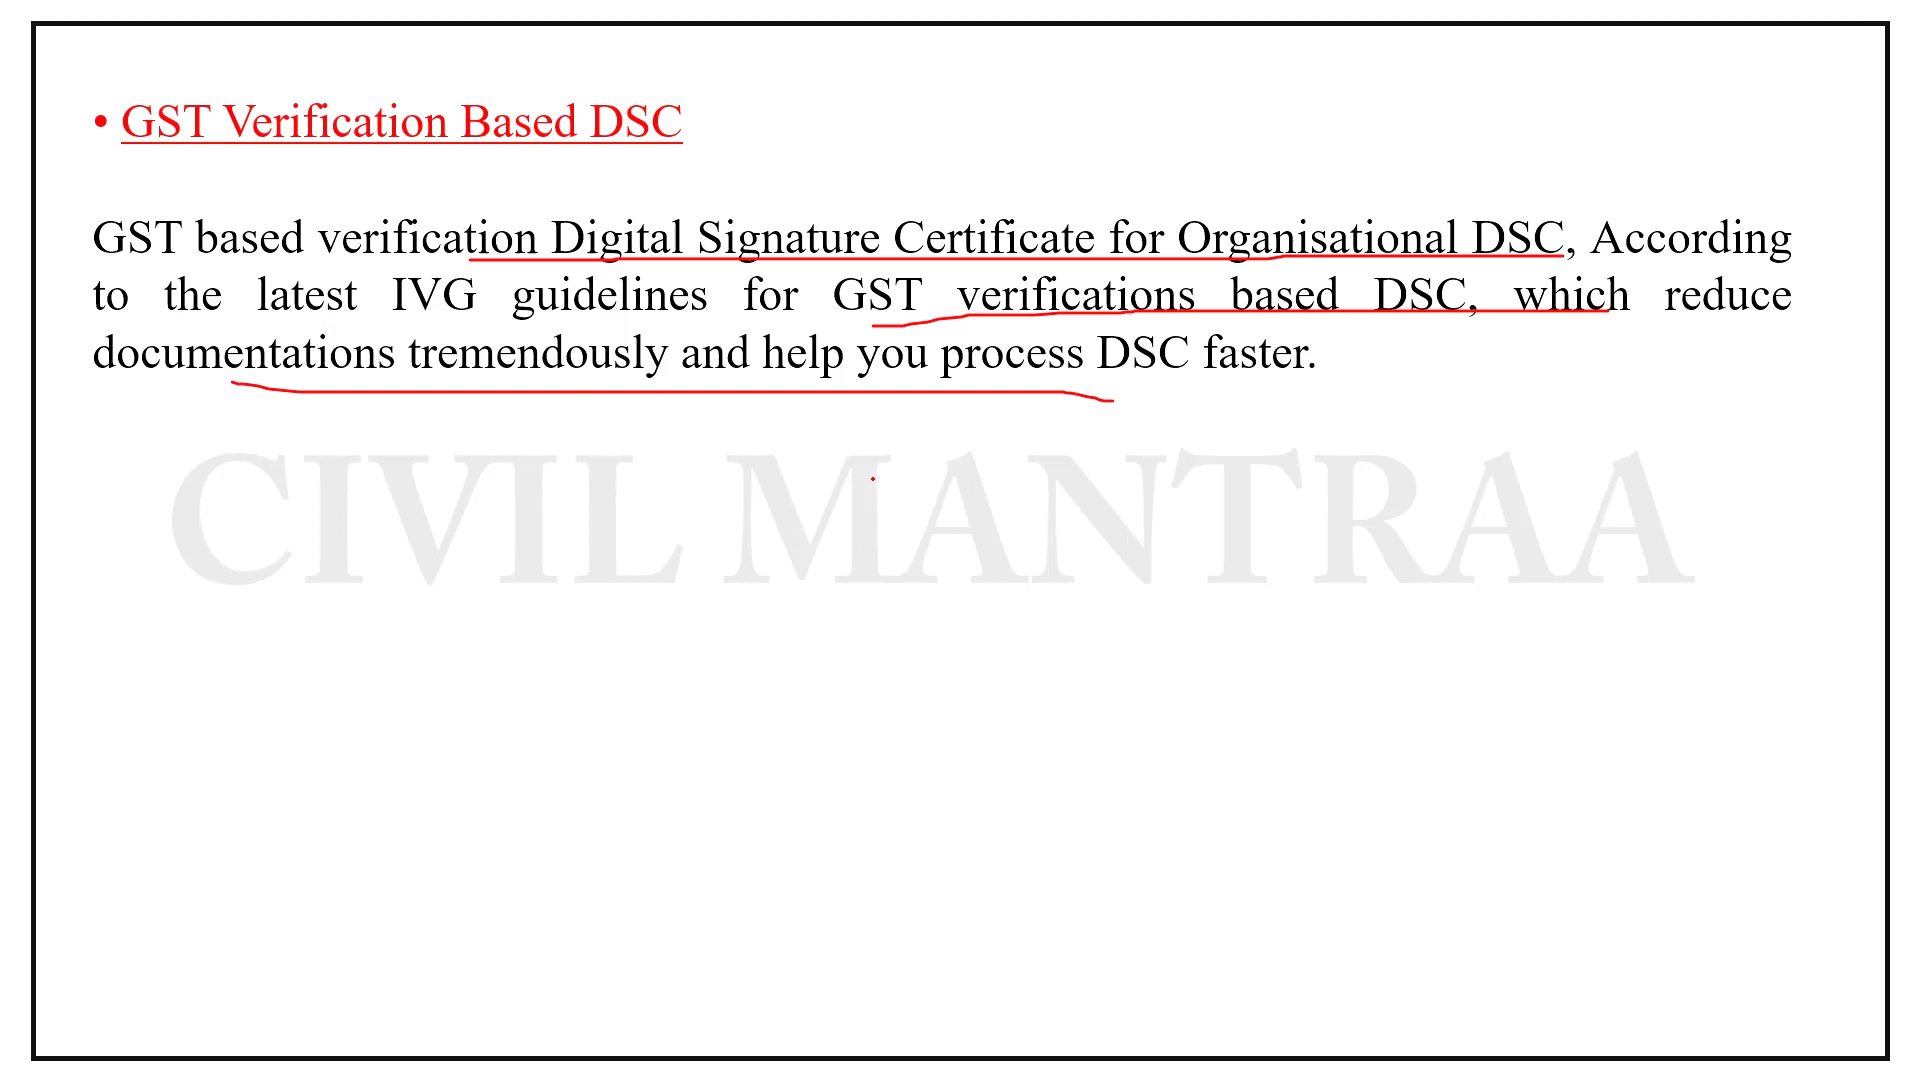 • GST Verification Based DSC
GST based verification Digital Signature Certificate for Organisational DSC, According
to the latest IVG guidelines for GST verifications based DSC, which reduce
documentations tremendously and help you process DSC faster.
CIVIL MANTRAA